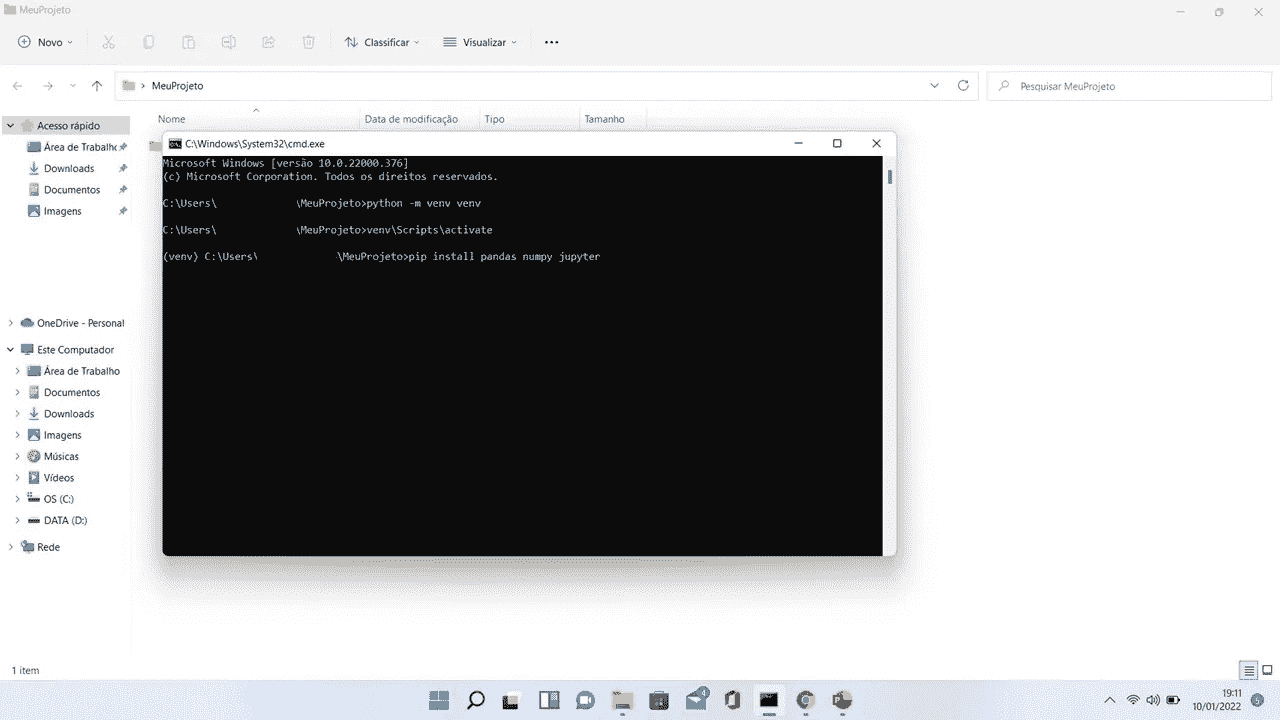 MeuProjeto
Novo
Classificar
Visualizar
MeuProjeto
Pesquisar MeuProjeto
Nome Data de modificação Tipo Tamanho
Acesso rápido
Área de Trabalho
Downloads
Documentos
Imagens
OneDrive - Personal
Este Computador
Área de Trabalho
Documentos
Downloads
Imagens
Músicas
Vídeos
OS (C:)
DATA (D:)
Rede
C:\Windows\System32\cmd.exe
Microsoft Windows [versão 10.0.22000.376]
(c) Microsoft Corporation. Todos os direitos reservados.
C:\Users\ \MeuProjeto>python -m venv venv
C:\Users\ \MeuProjeto>venv\Scripts\activate
(venv) C:\Users\ \MeuProjeto>pip install pandas numpy jupyter
1 item
19:11
10/01/2022